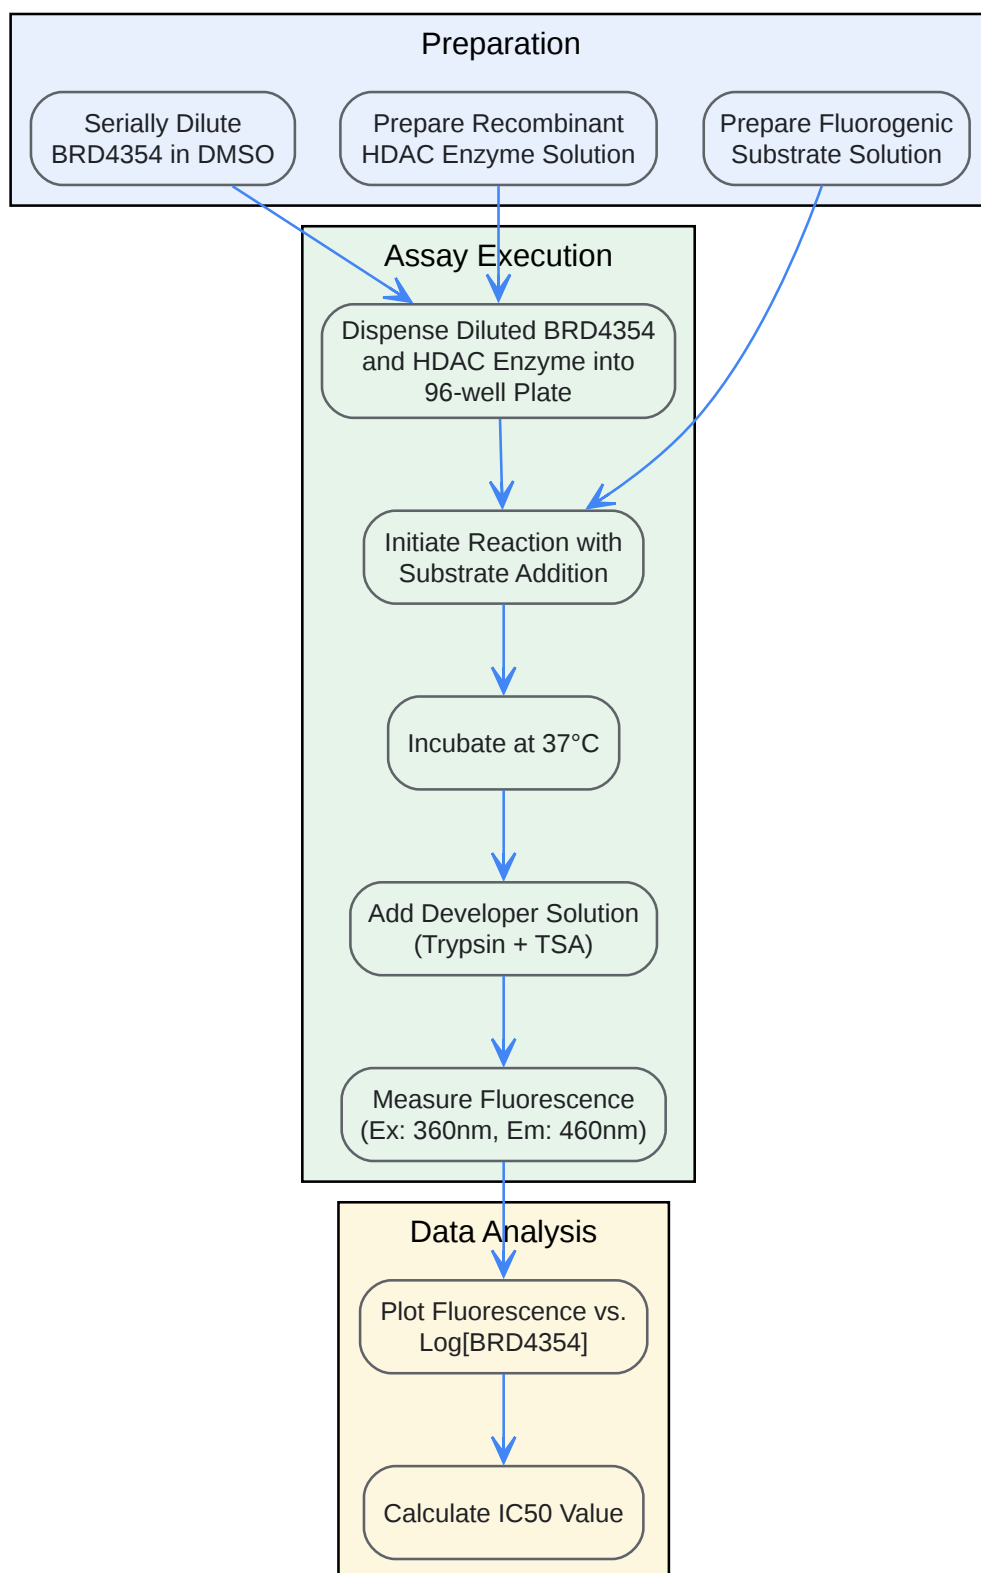 Preparation
Serially Dilute
BRD4354 in DMSO
Prepare Recombinant
HDAC Enzyme Solution
Prepare Fluorogenic
Substrate Solution
Assay Execution
Dispense Diluted BRD4354
and HDAC Enzyme into
96-well Plate
Initiate Reaction with
Substrate Addition
Incubate at 37°C
Add Developer Solution
(Trypsin + TSA)
Measure Fluorescence
(Ex: 360nm, Em: 460nm)
Data Analysis
Plot Fluorescence vs.
Log[BRD4354]
Calculate IC50 Value